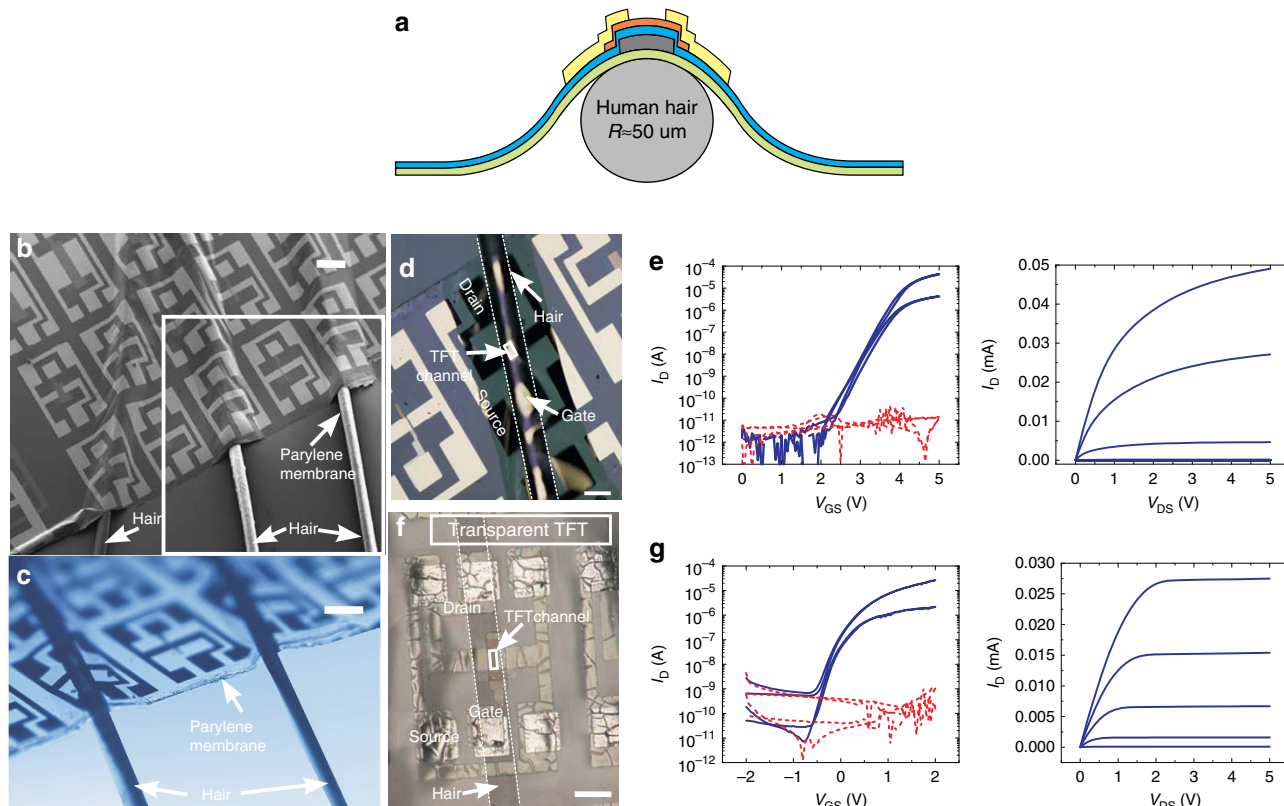 a
Human hair
R≈50 um
b
Parylene
membrane
Hair
Hair
c
Parylene
membrane
Hair
d
Drain
Hair
TFT
channel
Source
Gate
f
Transparent TFT
Drain
TFTchannel
Gate
Source
Hair
e
10⁻⁴
10⁻⁵
10⁻⁶
10⁻⁷
10⁻⁸
10⁻⁹
10⁻¹⁰
10⁻¹¹
10⁻¹²
10⁻¹³
I_D (A)
0 1 2 3 4 5
V_GS (V)
0.05
0.04
0.03
0.02
0.01
0.00
I_D (mA)
0 1 2 3 4 5
V_DS (V)
g
10⁻⁴
10⁻⁵
10⁻⁶
10⁻⁷
10⁻⁸
10⁻⁹
10⁻¹⁰
10⁻¹¹
10⁻¹²
I_D (A)
−2 −1 0 1 2
V_GS (V)
0.030
0.025
0.020
0.015
0.010
0.005
0.000
I_D (mA)
0 1 2 3 4 5
V_DS (V)